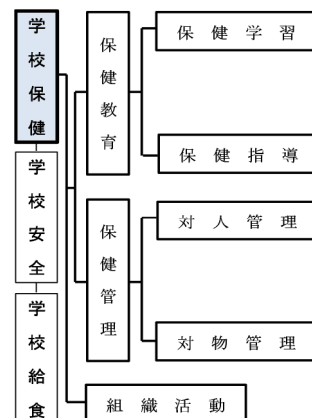 学校保健
学校安全
学校給食
保健教育
保健学習
保健指導
保健管理
対人管理
対物管理
組織活動